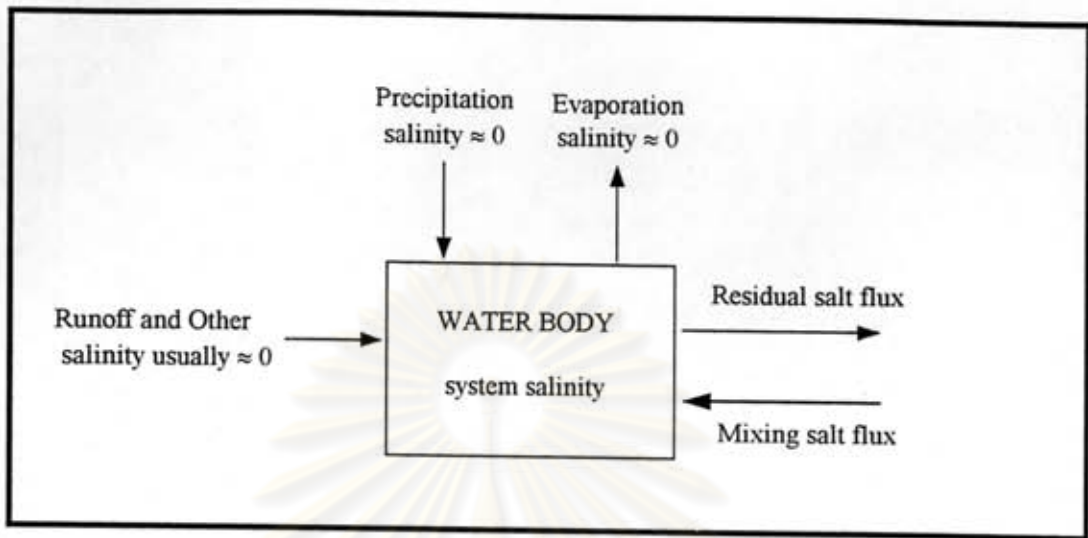 Precipitation
salinity ≈ 0
Evaporation
salinity ≈ 0
Runoff and Other
salinity usually ≈ 0
WATER BODY
system salinity
Residual salt flux
Mixing salt flux